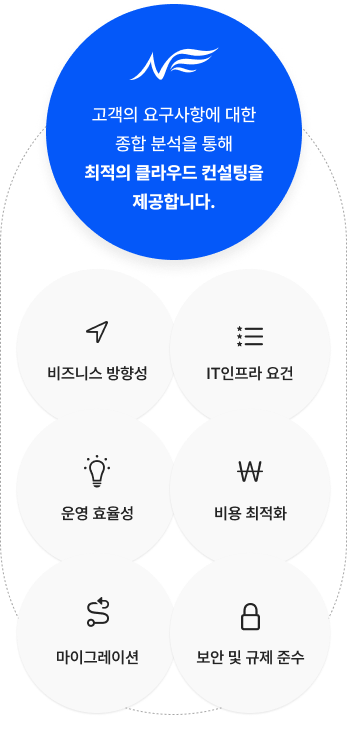 고객의 요구사항에 대한
종합 분석을 통해
최적의 클라우드 컨설팅을
제공합니다.
비즈니스 방향성
IT인프라 요건
운영 효율성
비용 최적화
마이그레이션
보안 및 규제 준수